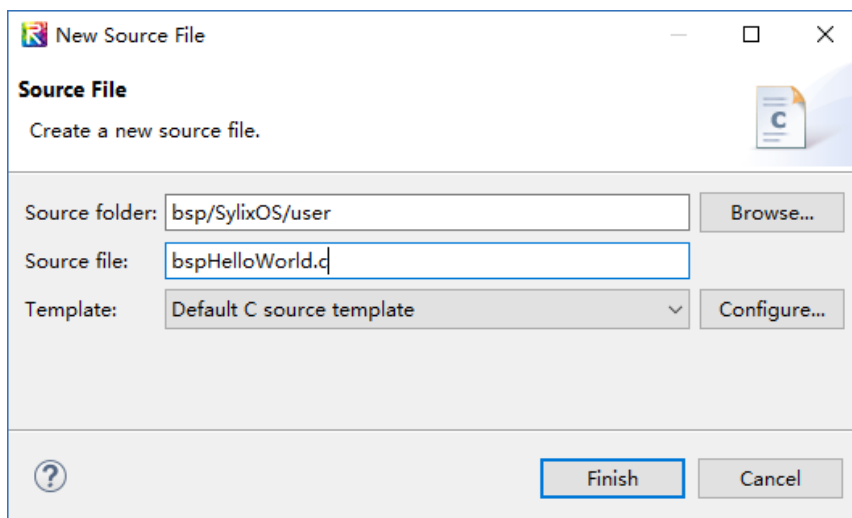 New Source File
Source File
Create a new source file.
C
Source folder: bsp/SylixOS/user Browse...
Source file: bspHelloWorld.c
Template: Default C source template Configure...
? Finish Cancel